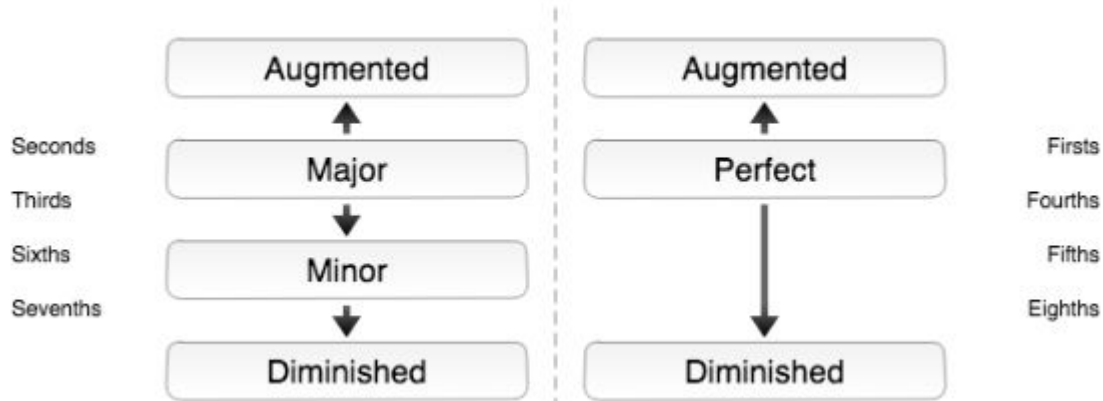 Augmented
Augmented
Seconds
Major
Perfect
Firsts
Thirds
Fourths
Sixths
Minor
Fifths
Sevenths
Eighths
Diminished
Diminished